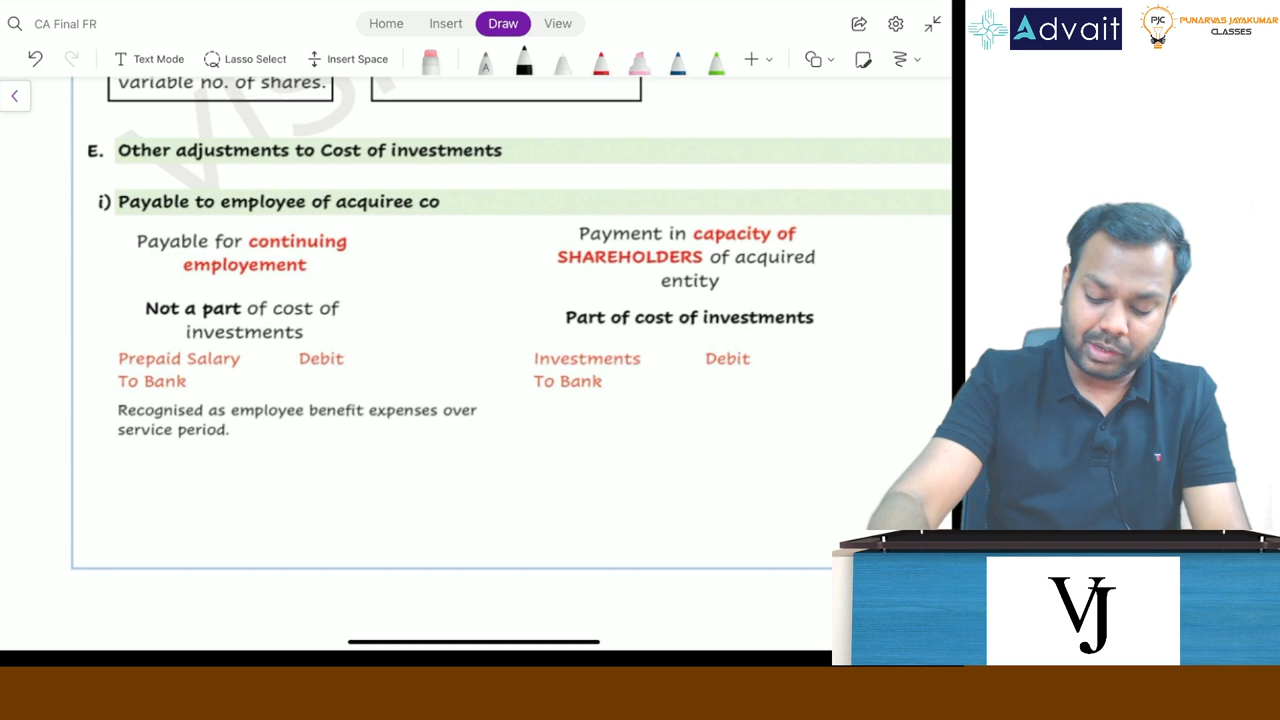 CA Final FR
Home Insert Draw View
Advait
PJC
PUNARVAS JAYAKUMAR
CLASSES
Text Mode Lasso Select Insert Space
variable no. of shares.
E. Other adjustments to Cost of investments
i) Payable to employee of acquiree co
Payable for continuing
employement
Not a part of cost of
investments
Prepaid Salary Debit
To Bank
Recognised as employee benefit expenses over
service period.
Payment in capacity of
SHAREHOLDERS of acquired
entity
Part of cost of investments
Investments Debit
To Bank
VJ